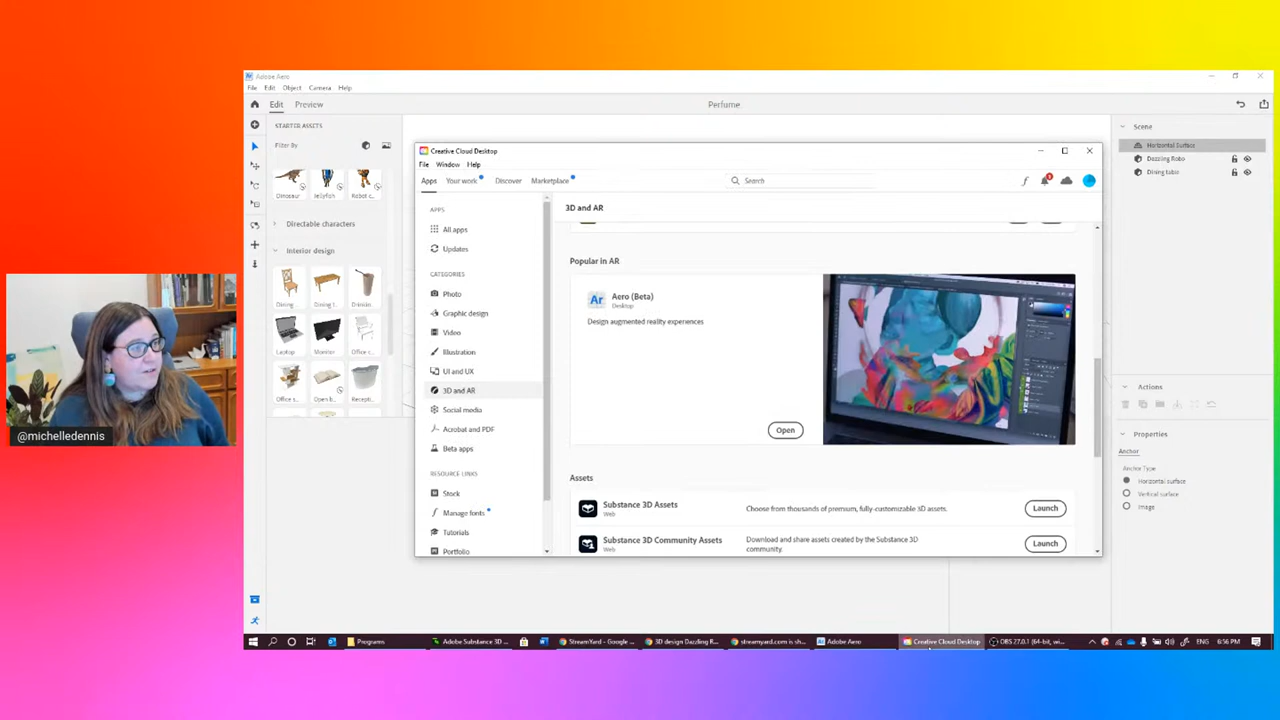 Adobe Aero
File Edit Object Camera Help
Edit Preview
Perfume
STARTER ASSETS
Filter By
Dinosaur Jellyfish Robot c...
Directable characters
Interior design
Dining ... Dining t...
Laptop Monitor Office c...
Office s... Open b... Recepti...
Creative Cloud Desktop
File Window Help
Apps Your work Discover Marketplace
Search
APPS
All apps
Updates
CATEGORIES
Photo
Graphic design
Video
Illustration
UI and UX
3D and AR
Social media
Acrobat and PDF
Beta apps
RESOURCE LINKS
Stock
Manage fonts
Tutorials
Portfolio
3D and AR
Popular in AR
Ar
Aero (Beta)
Desktop
Design augmented reality experiences
Open
Assets
Substance 3D Assets
Web
Choose from thousands of premium, fully-customizable 3D assets.
Launch
Substance 3D Community Assets
Web
Download and share assets created by the Substance 3D
community.
Launch
Scene
Horizontal Surface
Dazzling Robo
Dining table
Actions
Properties
Anchor
Anchor Type
Horizontal surface
Vertical surface
Image
@michelledennis
Programs
Adobe Substance 3D ...
StreamYard - Google ...
3D design Dazzling R...
streamyard.com is sh...
Adobe Aero
Creative Cloud Desktop
OBS 27.0.1 (64-bit, wi...
ENG
6:56 PM